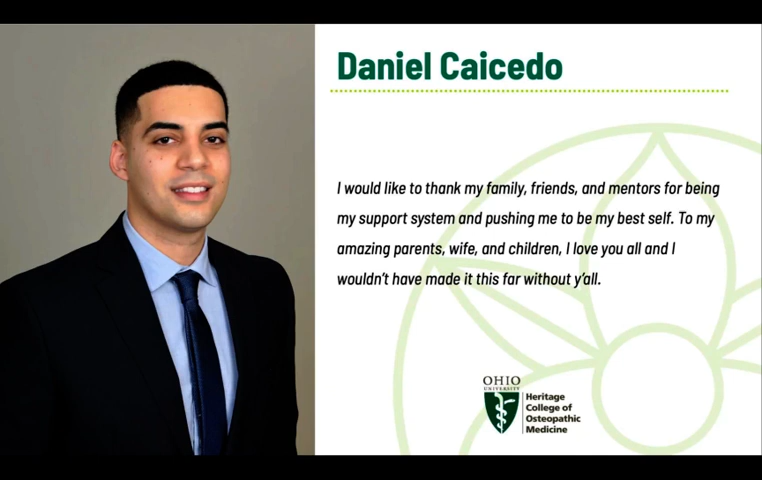 Daniel Caicedo
I would like to thank my family, friends, and mentors for being
my support system and pushing me to be my best self. To my
amazing parents, wife, and children, I love you all and I
wouldn't have made it this far without y'all.
OHIO
UNIVERSITY
Heritage
College of
Osteopathic
Medicine